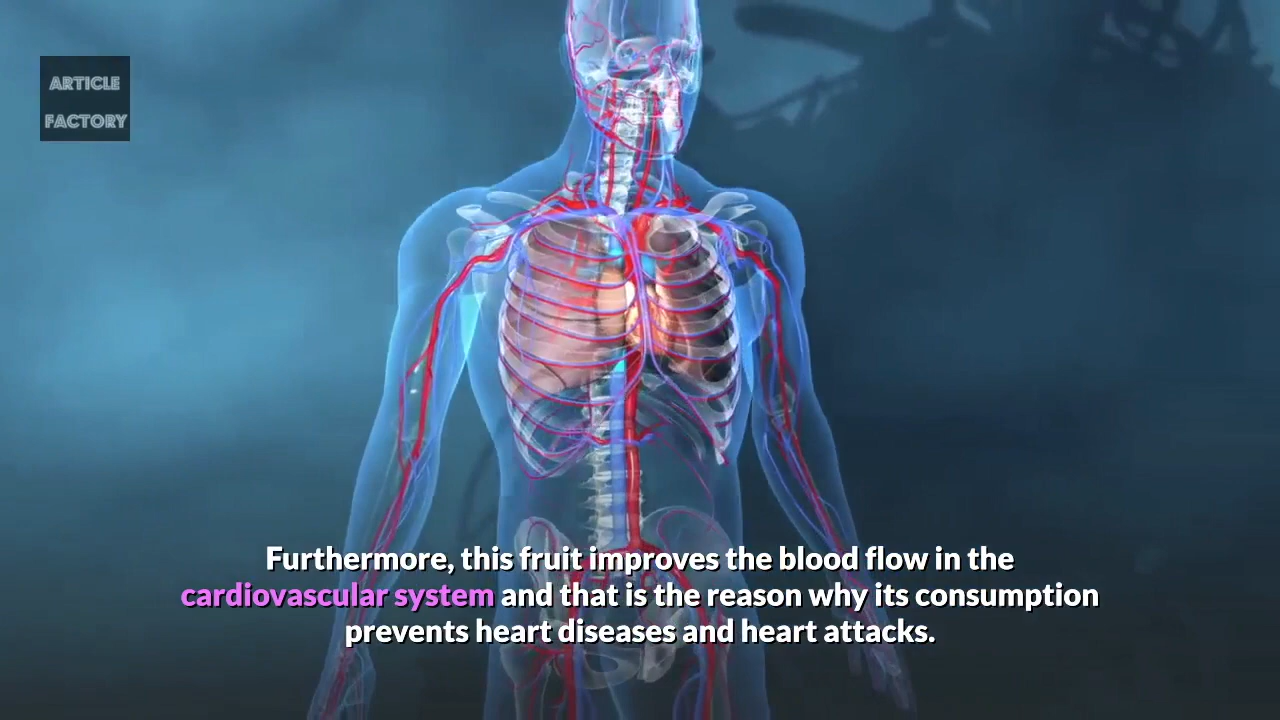 ARTICLE
FACTORY
Furthermore, this fruit improves the blood flow in the
cardiovascular system and that is the reason why its consumption
prevents heart diseases and heart attacks.